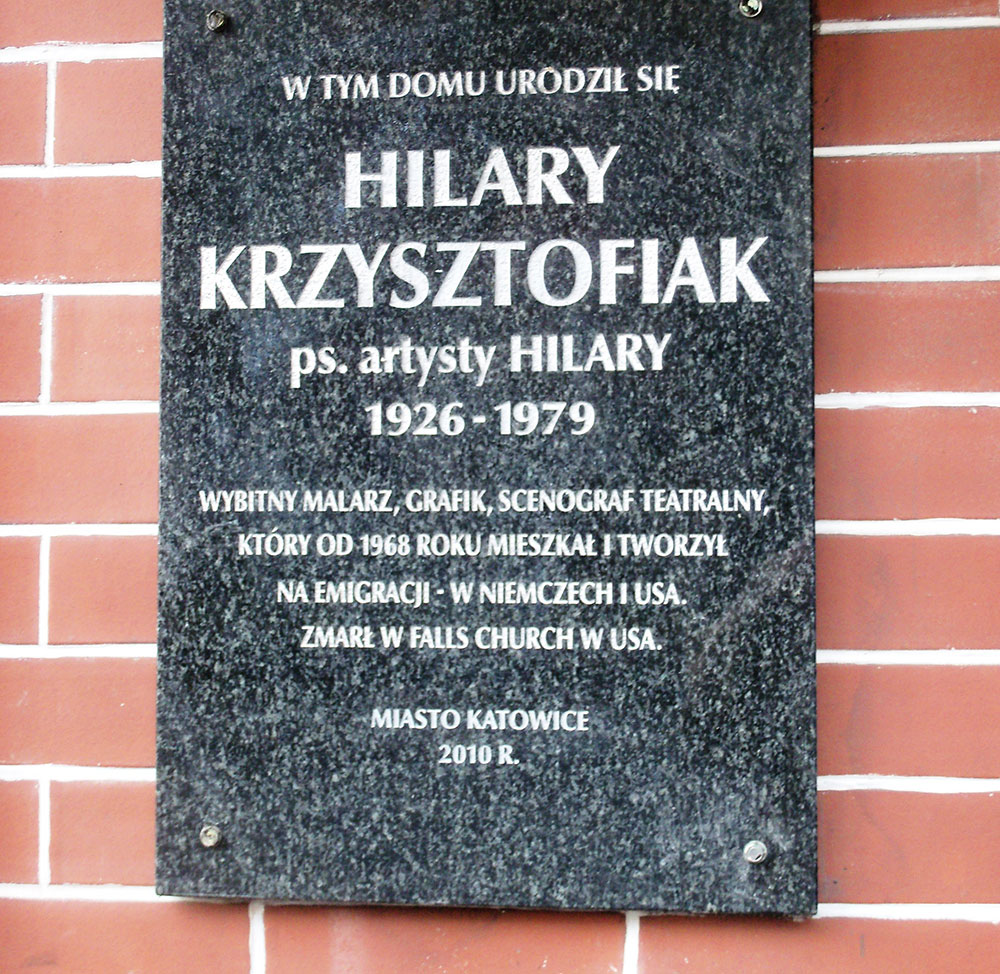 W TYM DOMU URODZIŁ SIĘ
HILARY
KRZYSZTOFIAK
ps. artysty HILARY
1926 - 1979
WYBITNY MALARZ, GRAFIK, SCENOGRAF TEATRALNY,
KTÓRY OD 1968 ROKU MIESZKAŁ I TWORZYŁ
NA EMIGRACJI - W NIEMCZECH I USA.
ZMARŁ W FALLS CHURCH W USA.
MIASTO KATOWICE
2010 R.